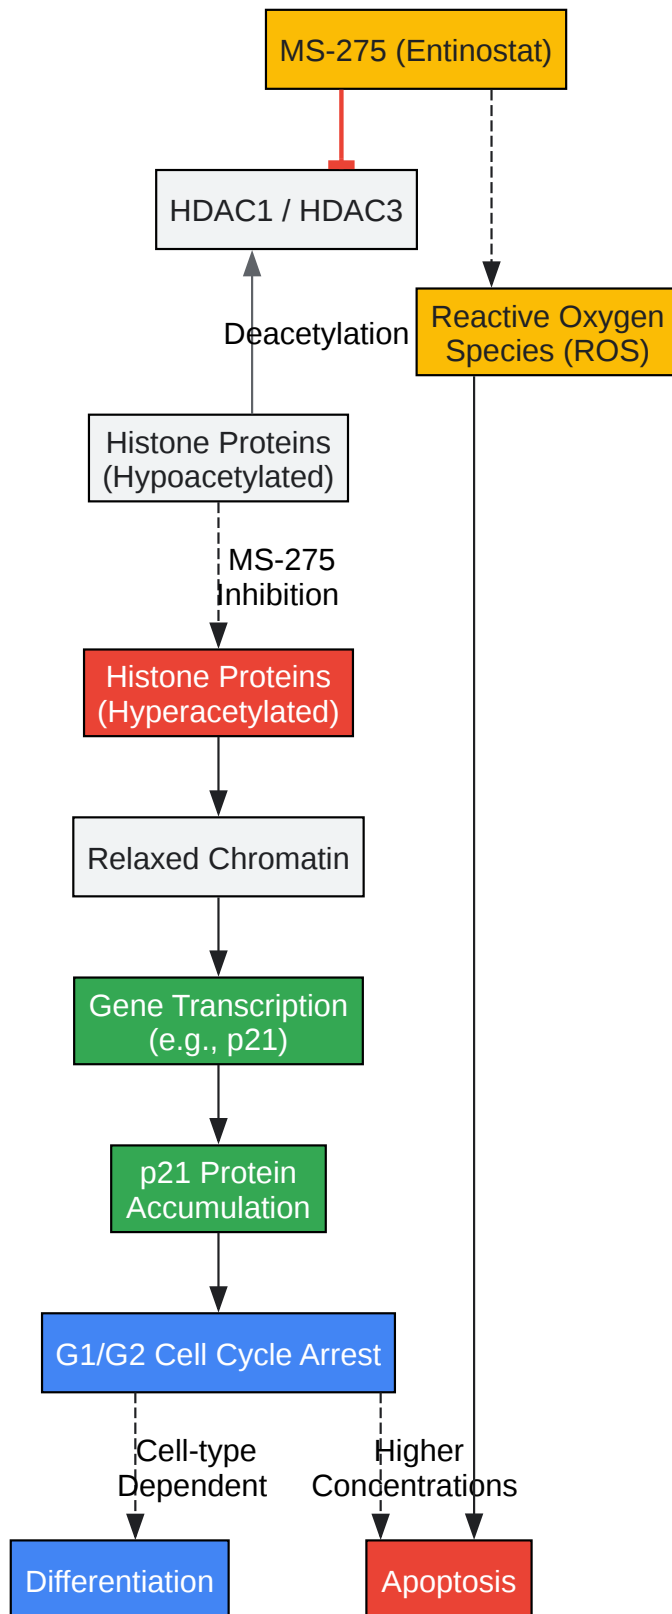 MS-275 (Entinostat)
HDAC1 / HDAC3
Reactive Oxygen
Species (ROS)
Deacetylation
Histone Proteins
(Hypoacetylated)
MS-275
Inhibition
Histone Proteins
(Hyperacetylated)
Relaxed Chromatin
Gene Transcription
(e.g., p21)
p21 Protein
Accumulation
G1/G2 Cell Cycle Arrest
Cell-type
Dependent
Higher
Concentrations
Differentiation
Apoptosis